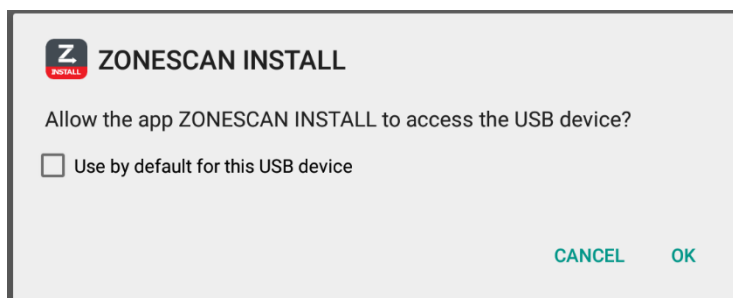 Z
INSTALL
ZONESCAN INSTALL
Allow the app ZONESCAN INSTALL to access the USB device?
Use by default for this USB device
CANCEL OK